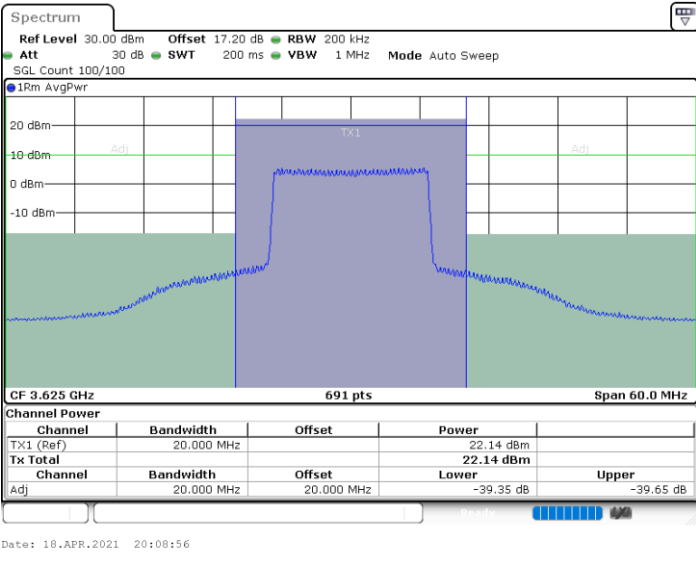 Spectrum
Ref Level 30.00 dBm Offset 17.20 dB RBW 200 kHz
Att 30 dB SWT 200 ms VBW 1 MHz Mode Auto Sweep
SGL Count 100/100
1Rm AvgPwr
20 dBm
TX1
10 dBm Adj Adj
0 dBm
-10 dBm
CF 3.625 GHz 691 pts Span 60.0 MHz
Channel Power
Channel Bandwidth Offset Power
TX1 (Ref) 20.000 MHz 22.14 dBm
Tx Total 22.14 dBm
Channel Bandwidth Offset Lower Upper
Adj 20.000 MHz 20.000 MHz -39.35 dB -39.65 dB
Ready
Date: 18.APR.2021 20:08:56